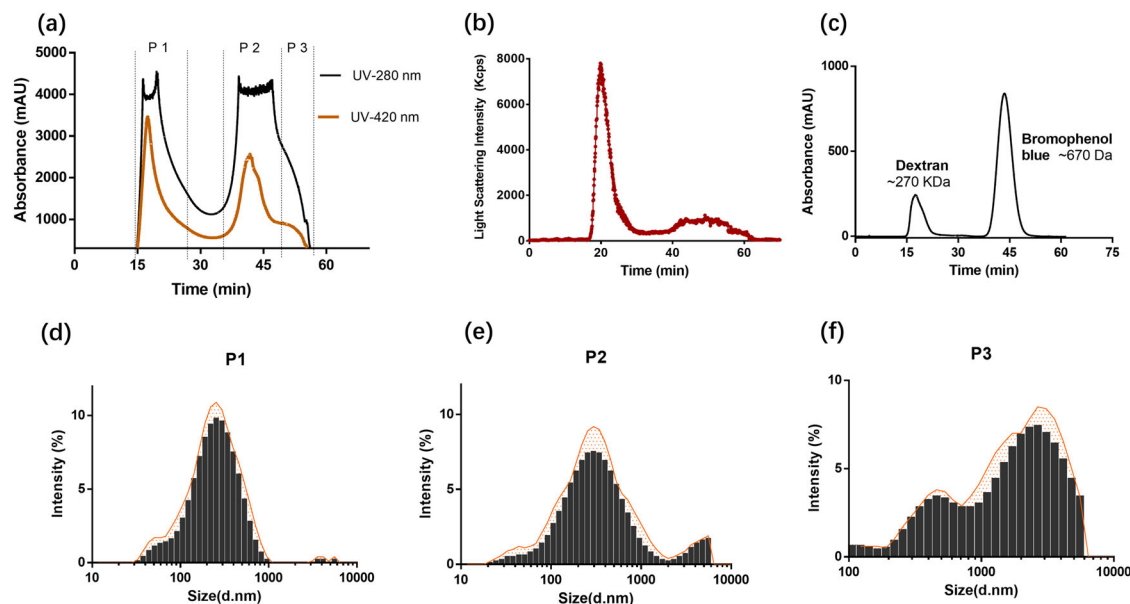 (a)
P 1
P 2
P 3
5000
4000
3000
2000
1000
Absorbance (mAU)
0
15
30
45
60
Time (min)
UV-280 nm
UV-420 nm
(b)
8000
6000
4000
2000
0
Light Scattering Intensity (Kcps)
0
20
40
60
Time (min)
(c)
1000
500
0
Absorbance (mAU)
Dextran
~270 KDa
Bromophenol
blue ~670 Da
0
15
30
45
60
75
Time (min)
(d)
P1
10
5
0
Intensity (%)
10
100
1000
10000
Size(d.nm)
(e)
P2
10
5
0
Intensity (%)
10
100
1000
10000
Size(d.nm)
(f)
P3
10
5
0
Intensity (%)
100
1000
10000
Size(d.nm)